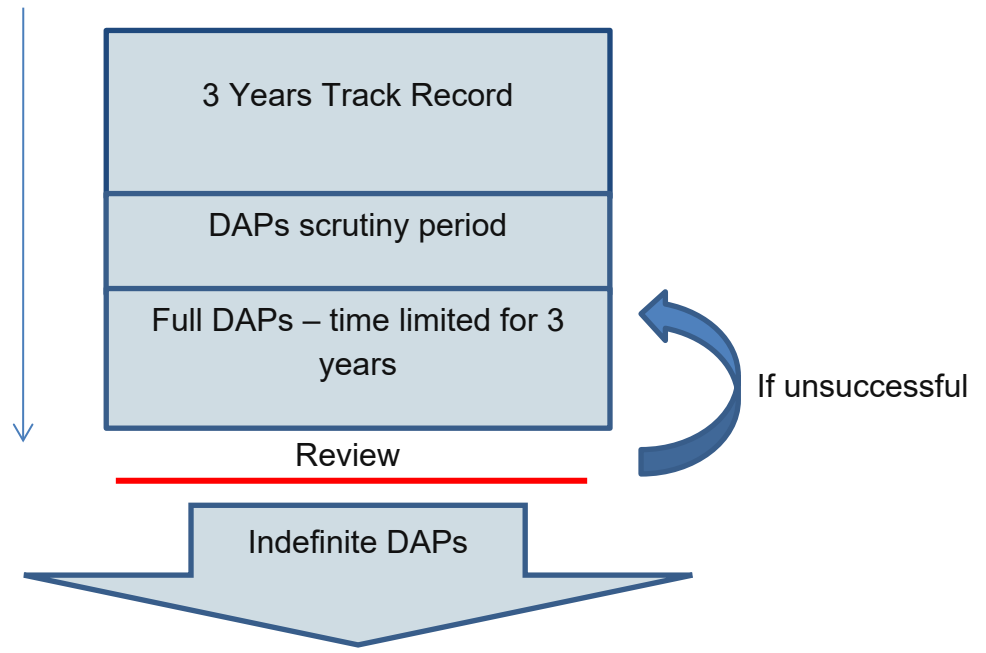 3 Years Track Record
DAPs scrutiny period
Full DAPs – time limited for 3
years
If unsuccessful
Review
Indefinite DAPs